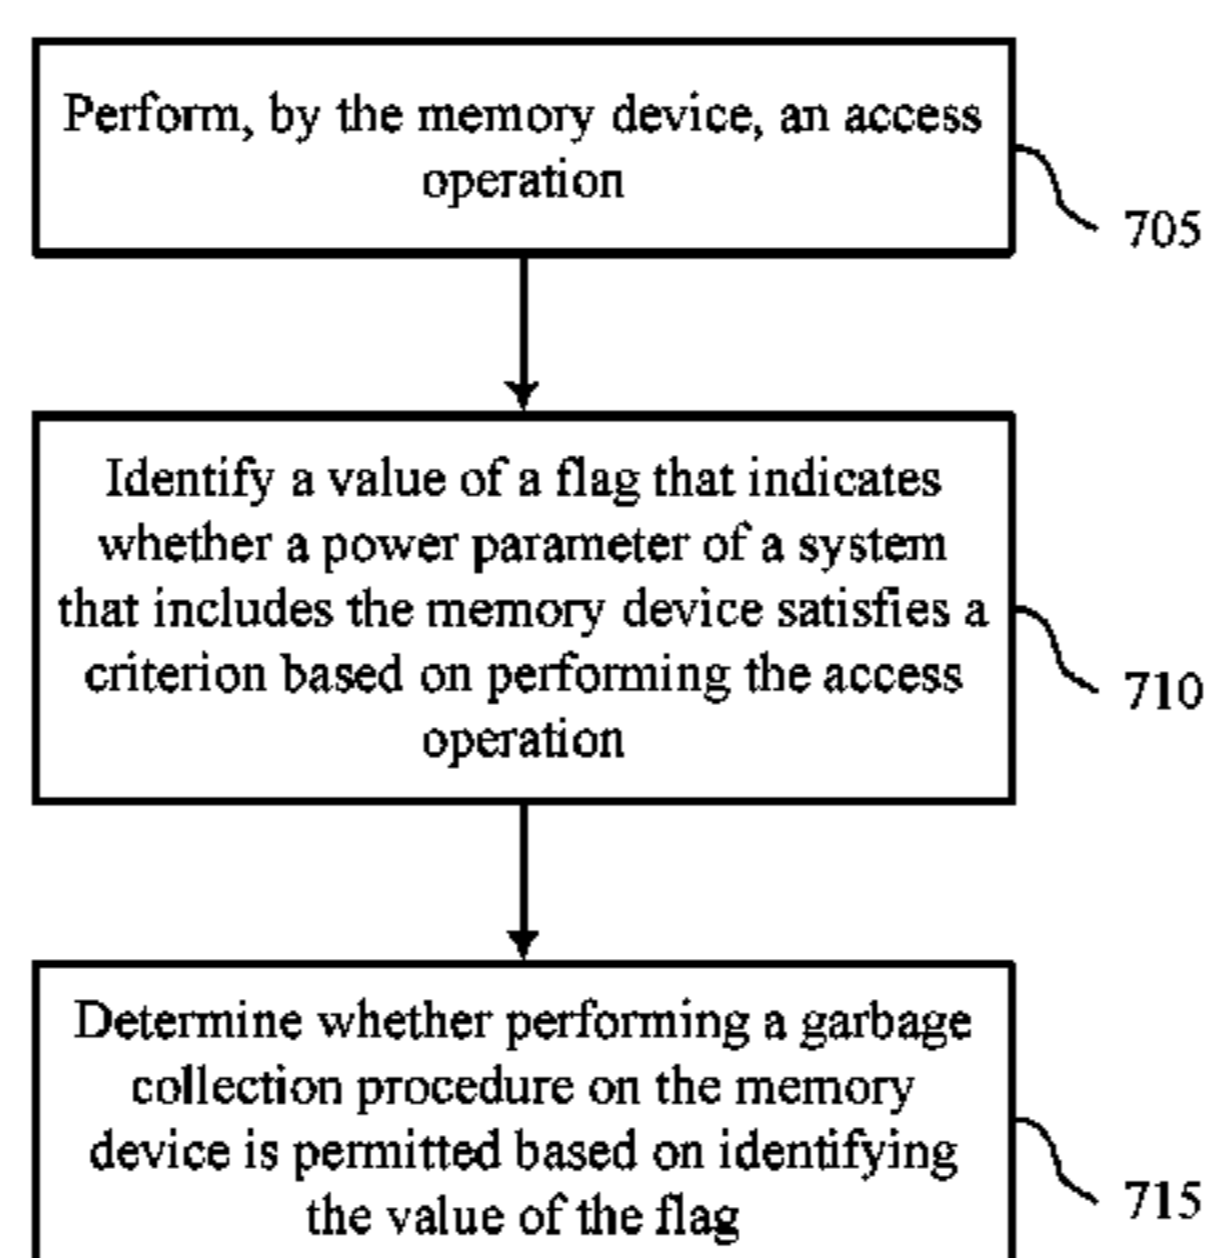 Perform, by the memory device, an access
operation
705
Identify a value of a flag that indicates
whether a power parameter of a system
that includes the memory device satisfies a
criterion based on performing the access
operation
710
Determine whether performing a garbage
collection procedure on the memory
device is permitted based on identifying
the value of the flag
715